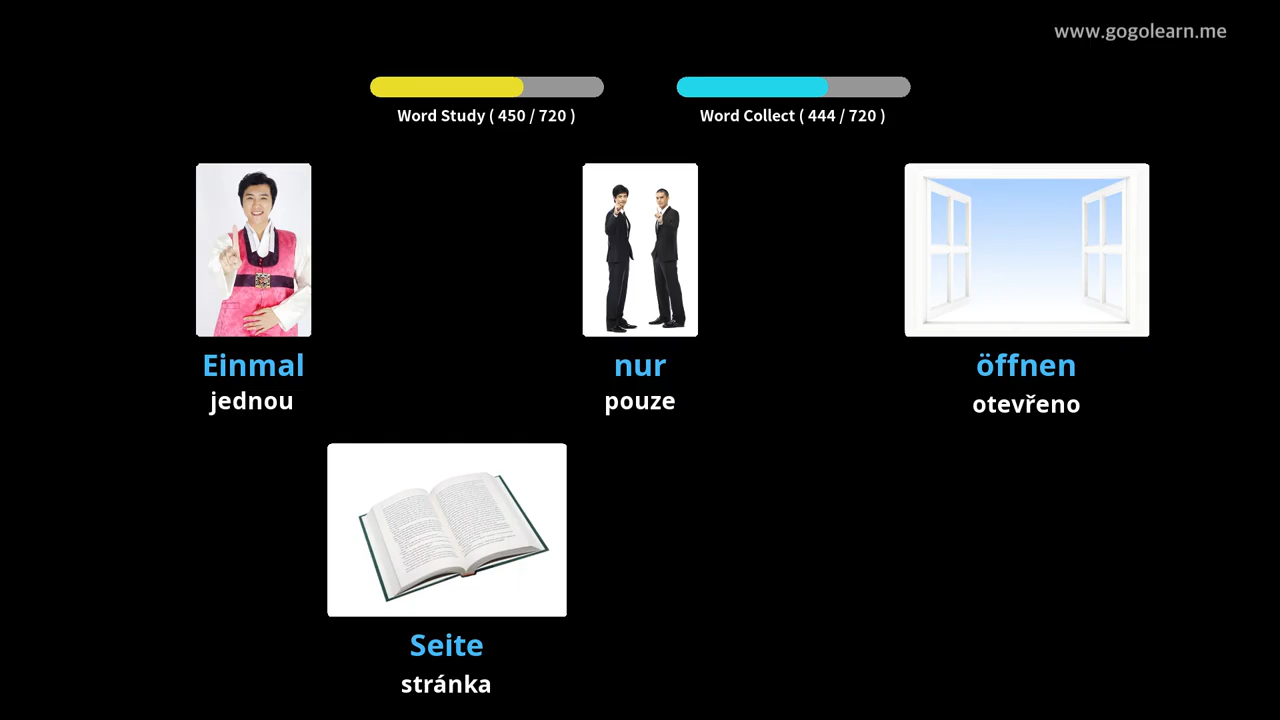 www.gogolearn.me
Word Study ( 450 / 720 )
Word Collect ( 444 / 720 )
Einmal
jednou
nur
pouze
öffnen
otevřeno
Seite
stránka